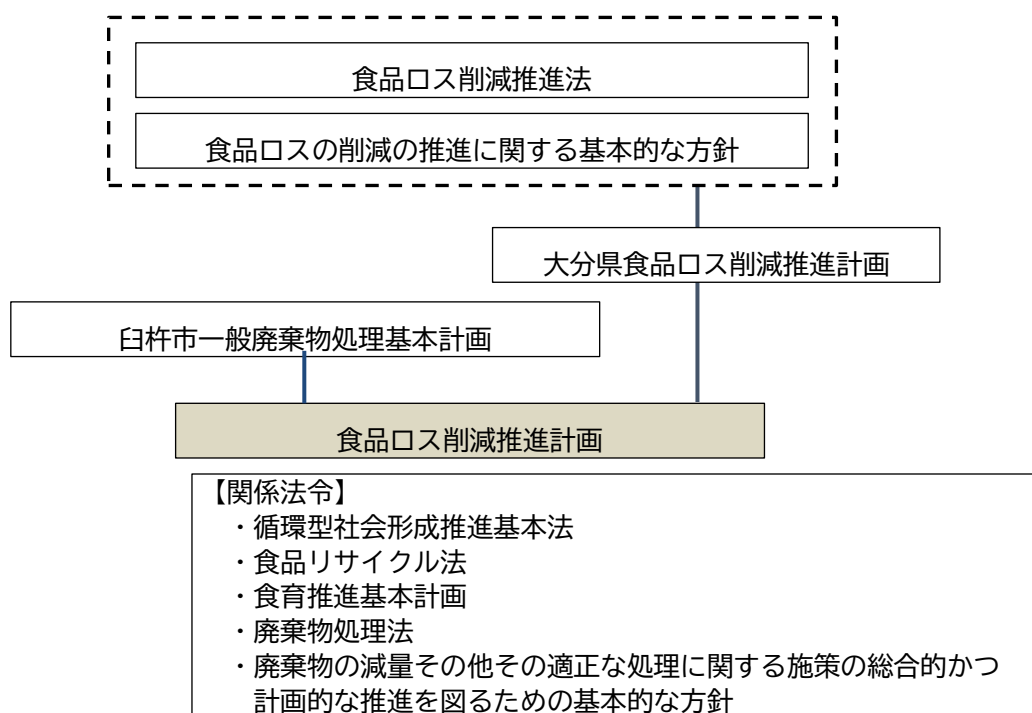 食品ロス削減推進法
食品ロスの削減の推進に関する基本的な方針
大分県食品ロス削減推進計画
臼杵市一般廃棄物処理基本計画
食品ロス削減推進計画
【関係法令】
・循環型社会形成推進基本法
・食品リサイクル法
・食育推進基本計画
・廃棄物処理法
・廃棄物の減量その他その適正な処理に関する施策の総合的かつ
計画的な推進を図るための基本的な方針